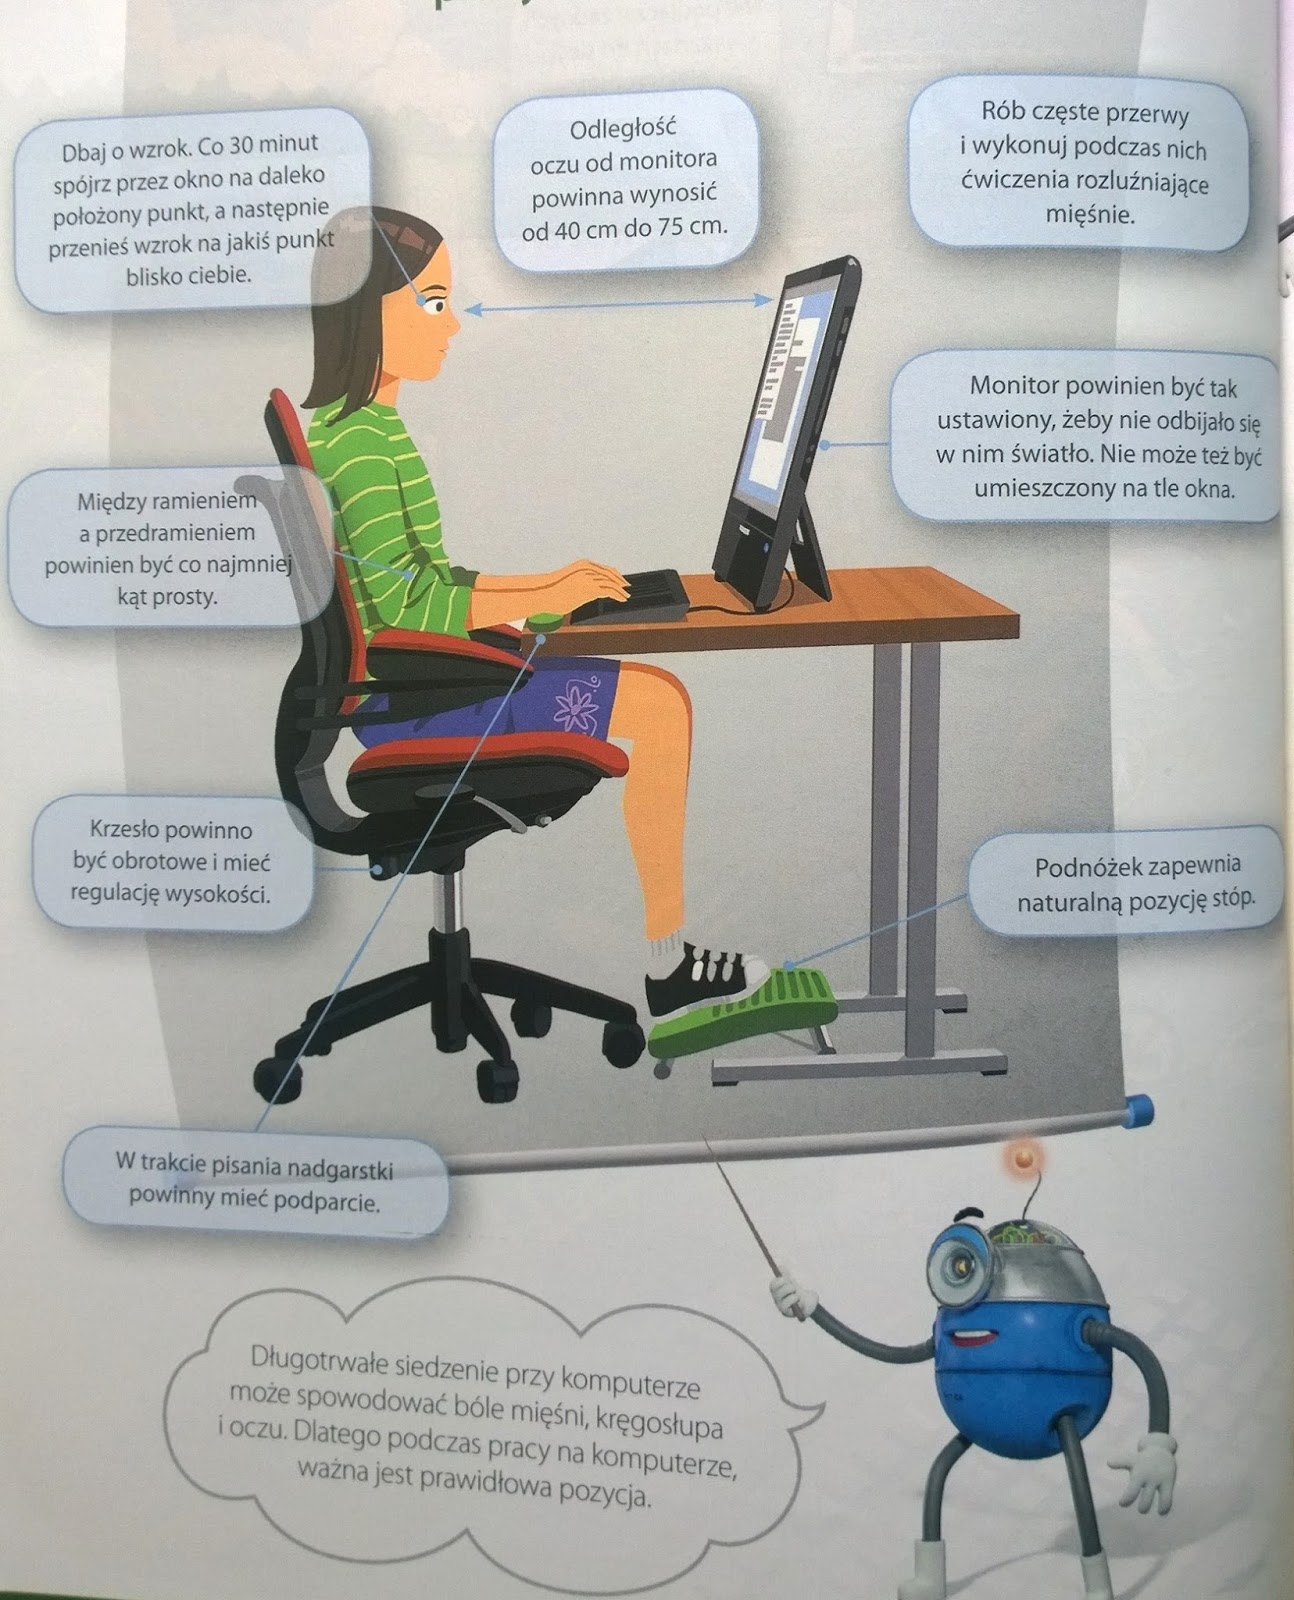 Dbaj o wzrok. Co 30 minut
spójrz przez okno na daleko
położony punkt, a następnie
przenieś wzrok na jakiś punkt
blisko ciebie.
Odległość
oczu od monitora
powinna wynosić
od 40 cm do 75 cm.
Rób częste przerwy
i wykonuj podczas nich
ćwiczenia rozluźniające
mięśnie.
Monitor powinien być tak
ustawiony, żeby nie odbijało się
w nim światło. Nie może też być
umieszczony na tle okna.
Między ramieniem
a przedramieniem
powinien być co najmniej
kąt prosty.
Krzesło powinno
być obrotowe i mieć
regulację wysokości.
Podnóżek zapewnia
naturalną pozycję stóp.
W trakcie pisania nadgarstki
powinny mieć podparcie.
Długotrwałe siedzenie przy komputerze
może spowodować bóle mięśni, kręgosłupa
i oczu. Dlatego podczas pracy na komputerze,
ważna jest prawidłowa pozycja.